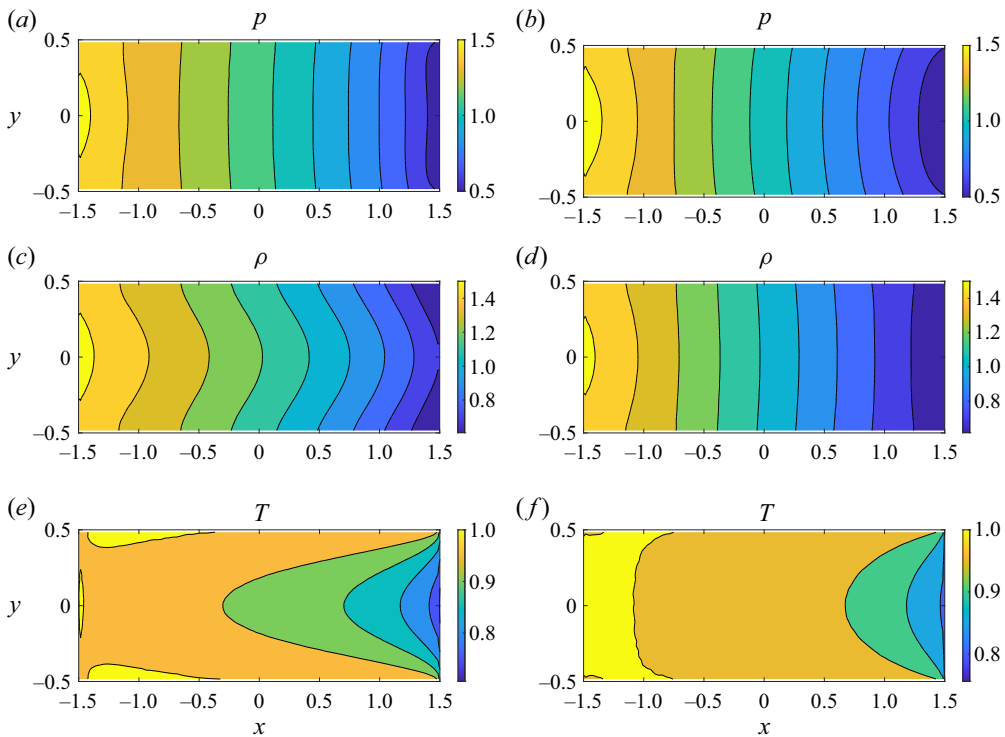 (a) p (b) p
0.5 1.5 0.5 1.5
y 0 1.0 0 1.0
–0.5 0.5 –0.5 0.5
–1.5 –1.0 –0.5 0 0.5 1.0 1.5 –1.5 –1.0 –0.5 0 0.5 1.0 1.5
(c) ρ (d) ρ
0.5 0.5
1.4 1.4
1.2 1.2
y 0 0
1.0 1.0
0.8 0.8
–0.5 –0.5
–1.5 –1.0 –0.5 0 0.5 1.0 1.5 –1.5 –1.0 –0.5 0 0.5 1.0 1.5
(e) T (f) T
0.5 1.0 0.5 1.0
0.9 0.9
y 0 0
0.8 0.8
–0.5 –0.5
–1.5 –1.0 –0.5 0 0.5 1.0 1.5 –1.5 –1.0 –0.5 0 0.5 1.0 1.5
x x